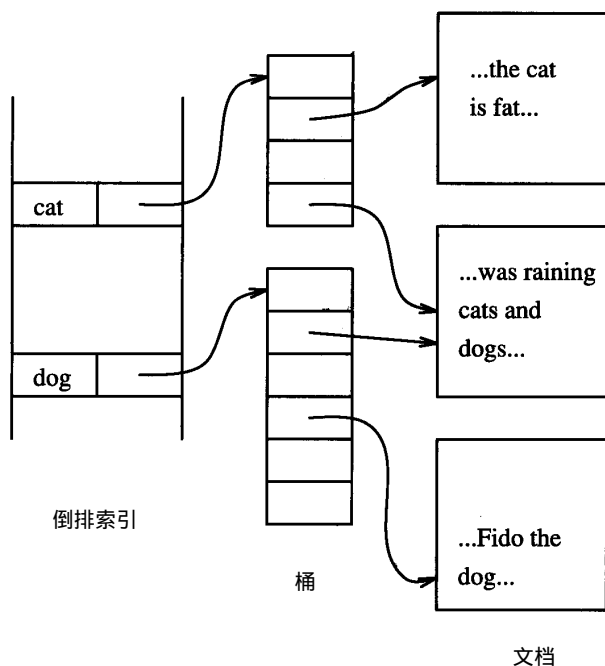 cat
dog
倒排索引
桶
...the cat
is fat...
...was raining
cats and
dogs...
...Fido the
dog...
文档